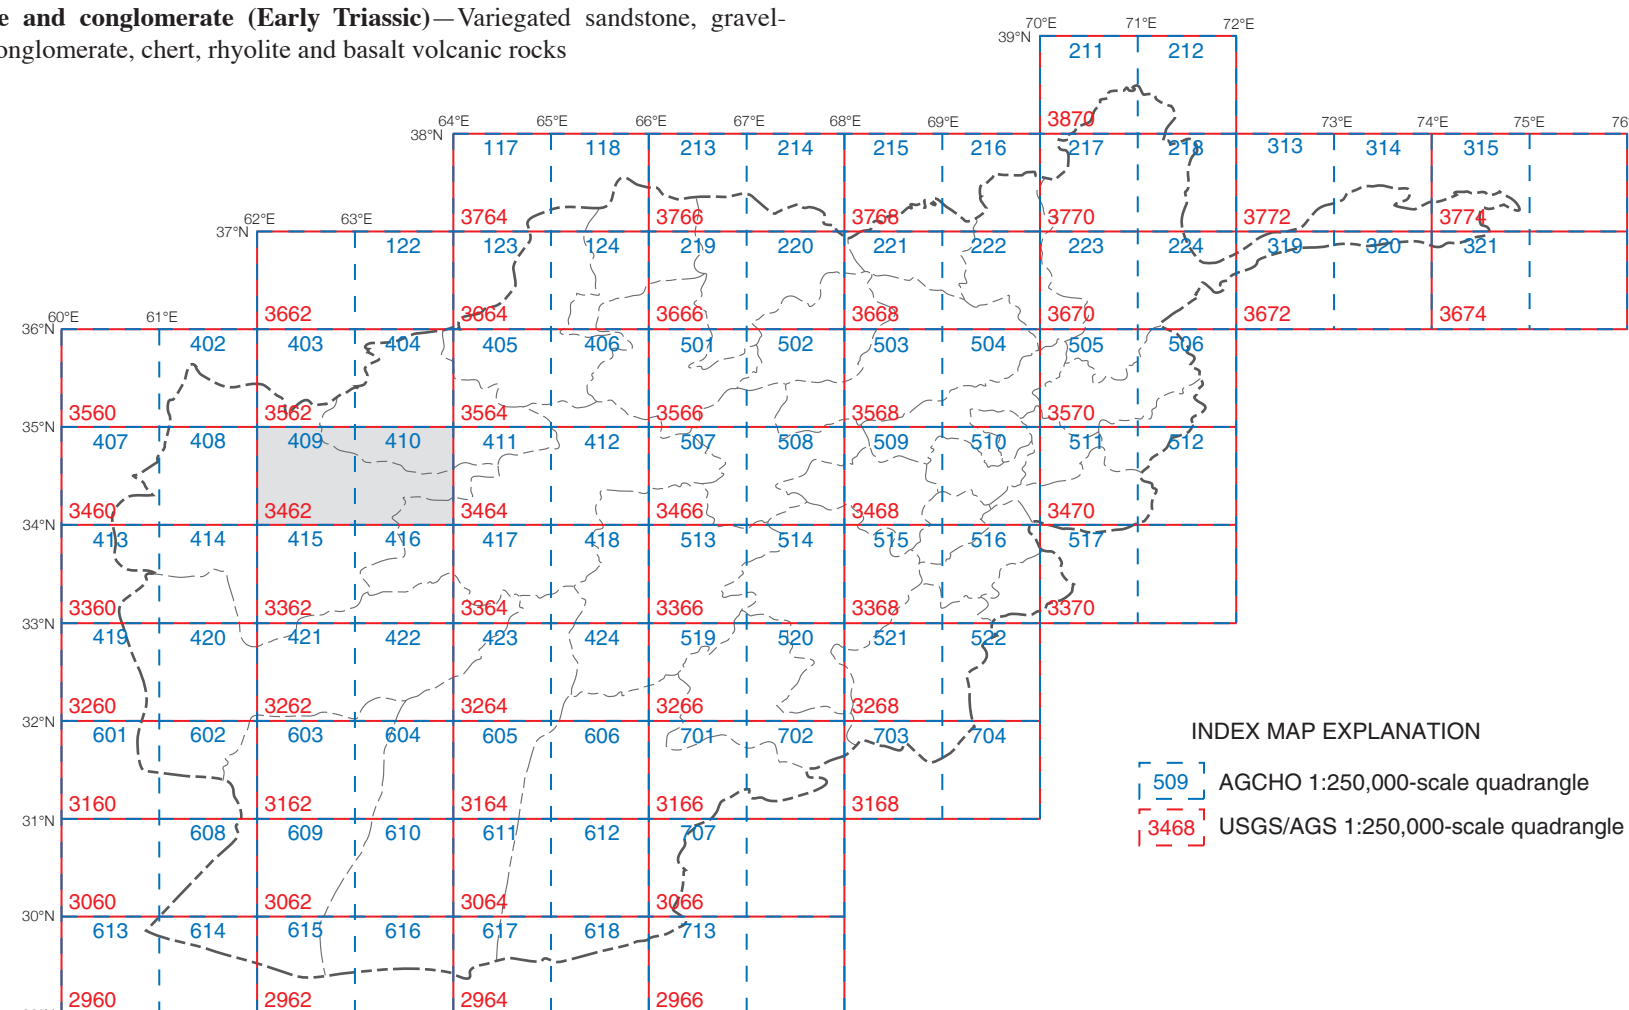 e and conglomerate (Early Triassic)—Variegated sandstone, gravel-
onglomerate, chert, rhyolite and basalt volcanic rocks
70°E 71°E 72°E
39°N
211 212
3870
64°E 65°E 66°E 67°E 68°E 69°E 73°E 74°E 75°E 76
38°N
117 118 213 214 215 216 217 218 313 314 315
3764 3766 3768 3770 3772 3774
62°E 63°E
37°N
122 123 124 219 220 221 222 223 224 319 320 321
3662 3664 3666 3668 3670 3672 3674
60°E 61°E
36°N
402 403 404 405 406 501 502 503 504 505 506
3560 3562 3564 3566 3568 3570
35°N
407 408 409 410 411 412 507 508 509 510 511 512
3460 3462 3464 3466 3468 3470
34°N
413 414 415 416 417 418 513 514 515 516 517
3360 3362 3364 3366 3368 3370
33°N
419 420 421 422 423 424 519 520 521 522
3260 3262 3264 3266 3268
32°N
601 602 603 604 605 606 701 702 703 704
3160 3162 3164 3166 3168
31°N
608 609 610 611 612 707
3060 3062 3064 3066
30°N
613 614 615 616 617 618 713
2960 2962 2964 2966
INDEX MAP EXPLANATION
509 AGCHO 1:250,000-scale quadrangle
3468 USGS/AGS 1:250,000-scale quadrangle